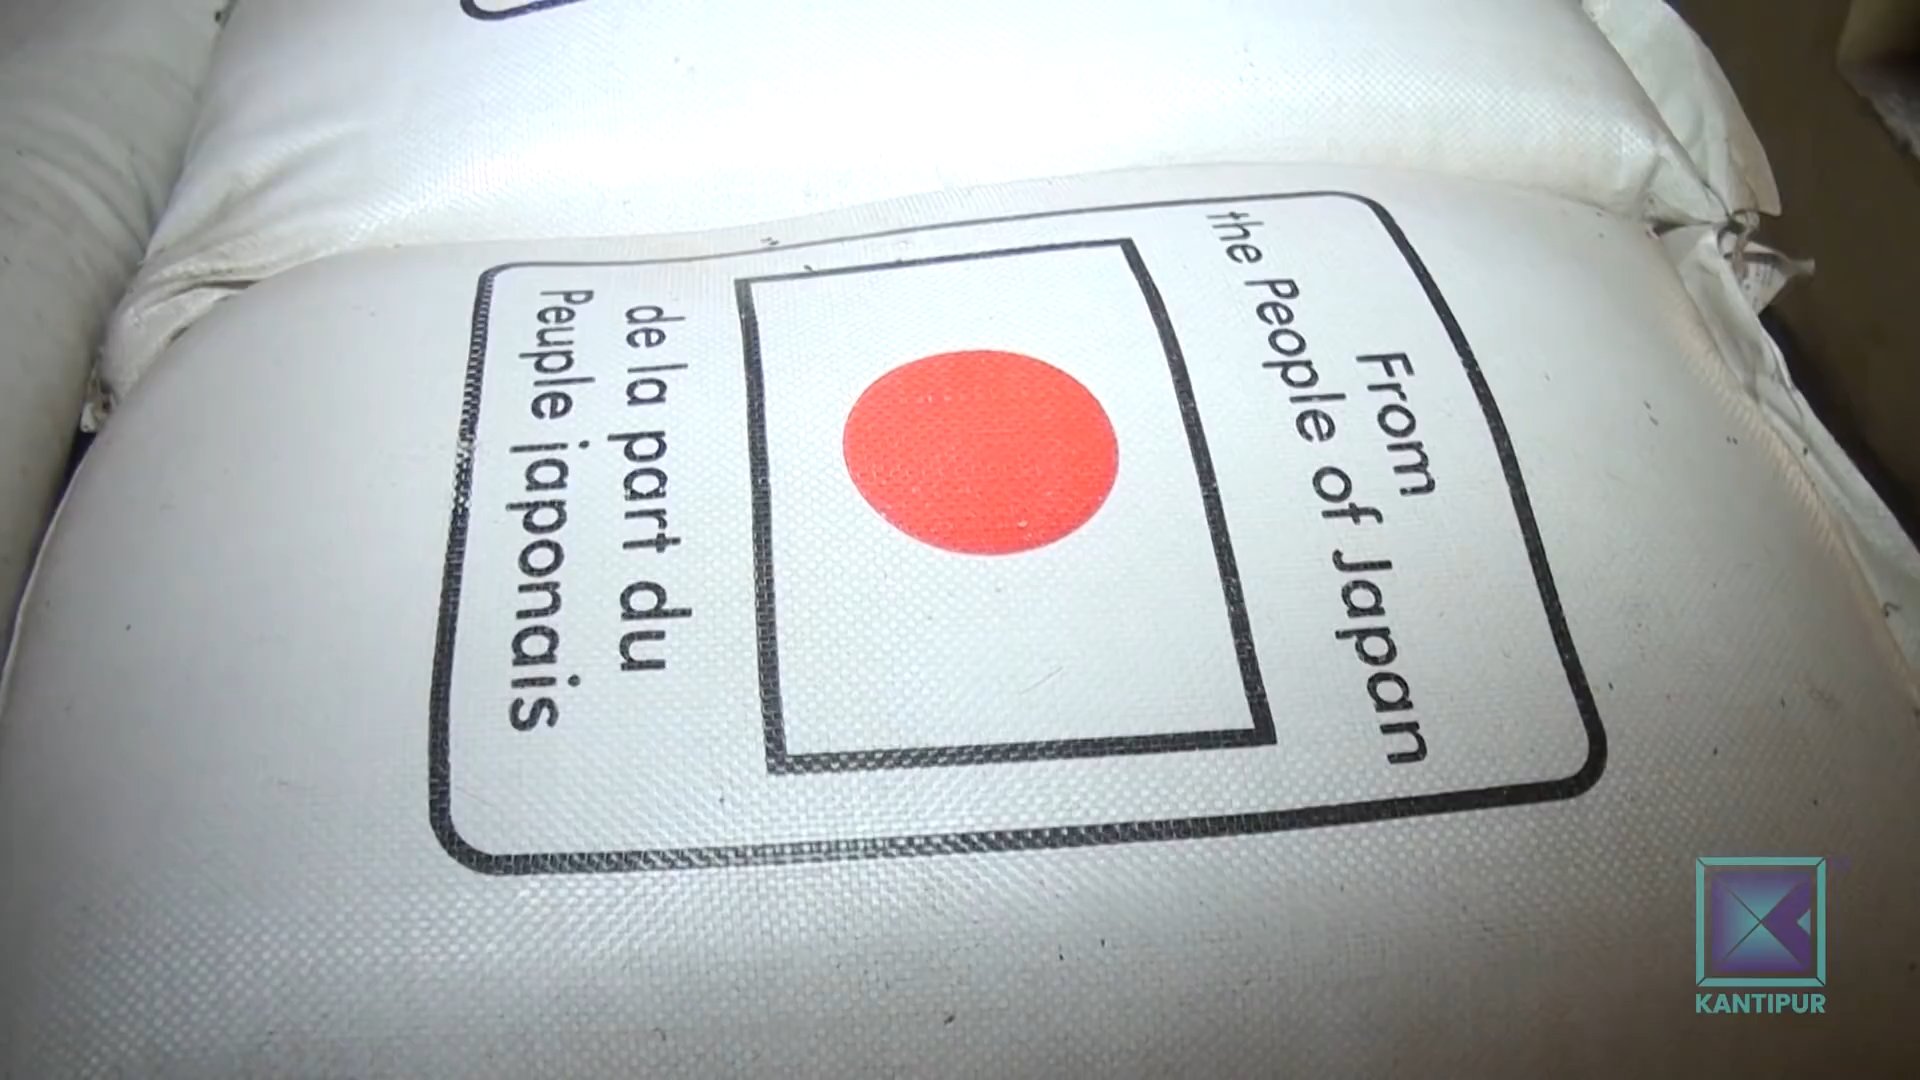 From
the People of Japan
de la part du
Peuple japonais
KANTIPUR